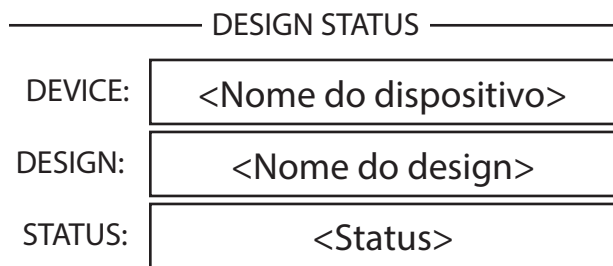 DESIGN STATUS
DEVICE: <Nome do dispositivo>
DESIGN: <Nome do design>
STATUS: <Status>